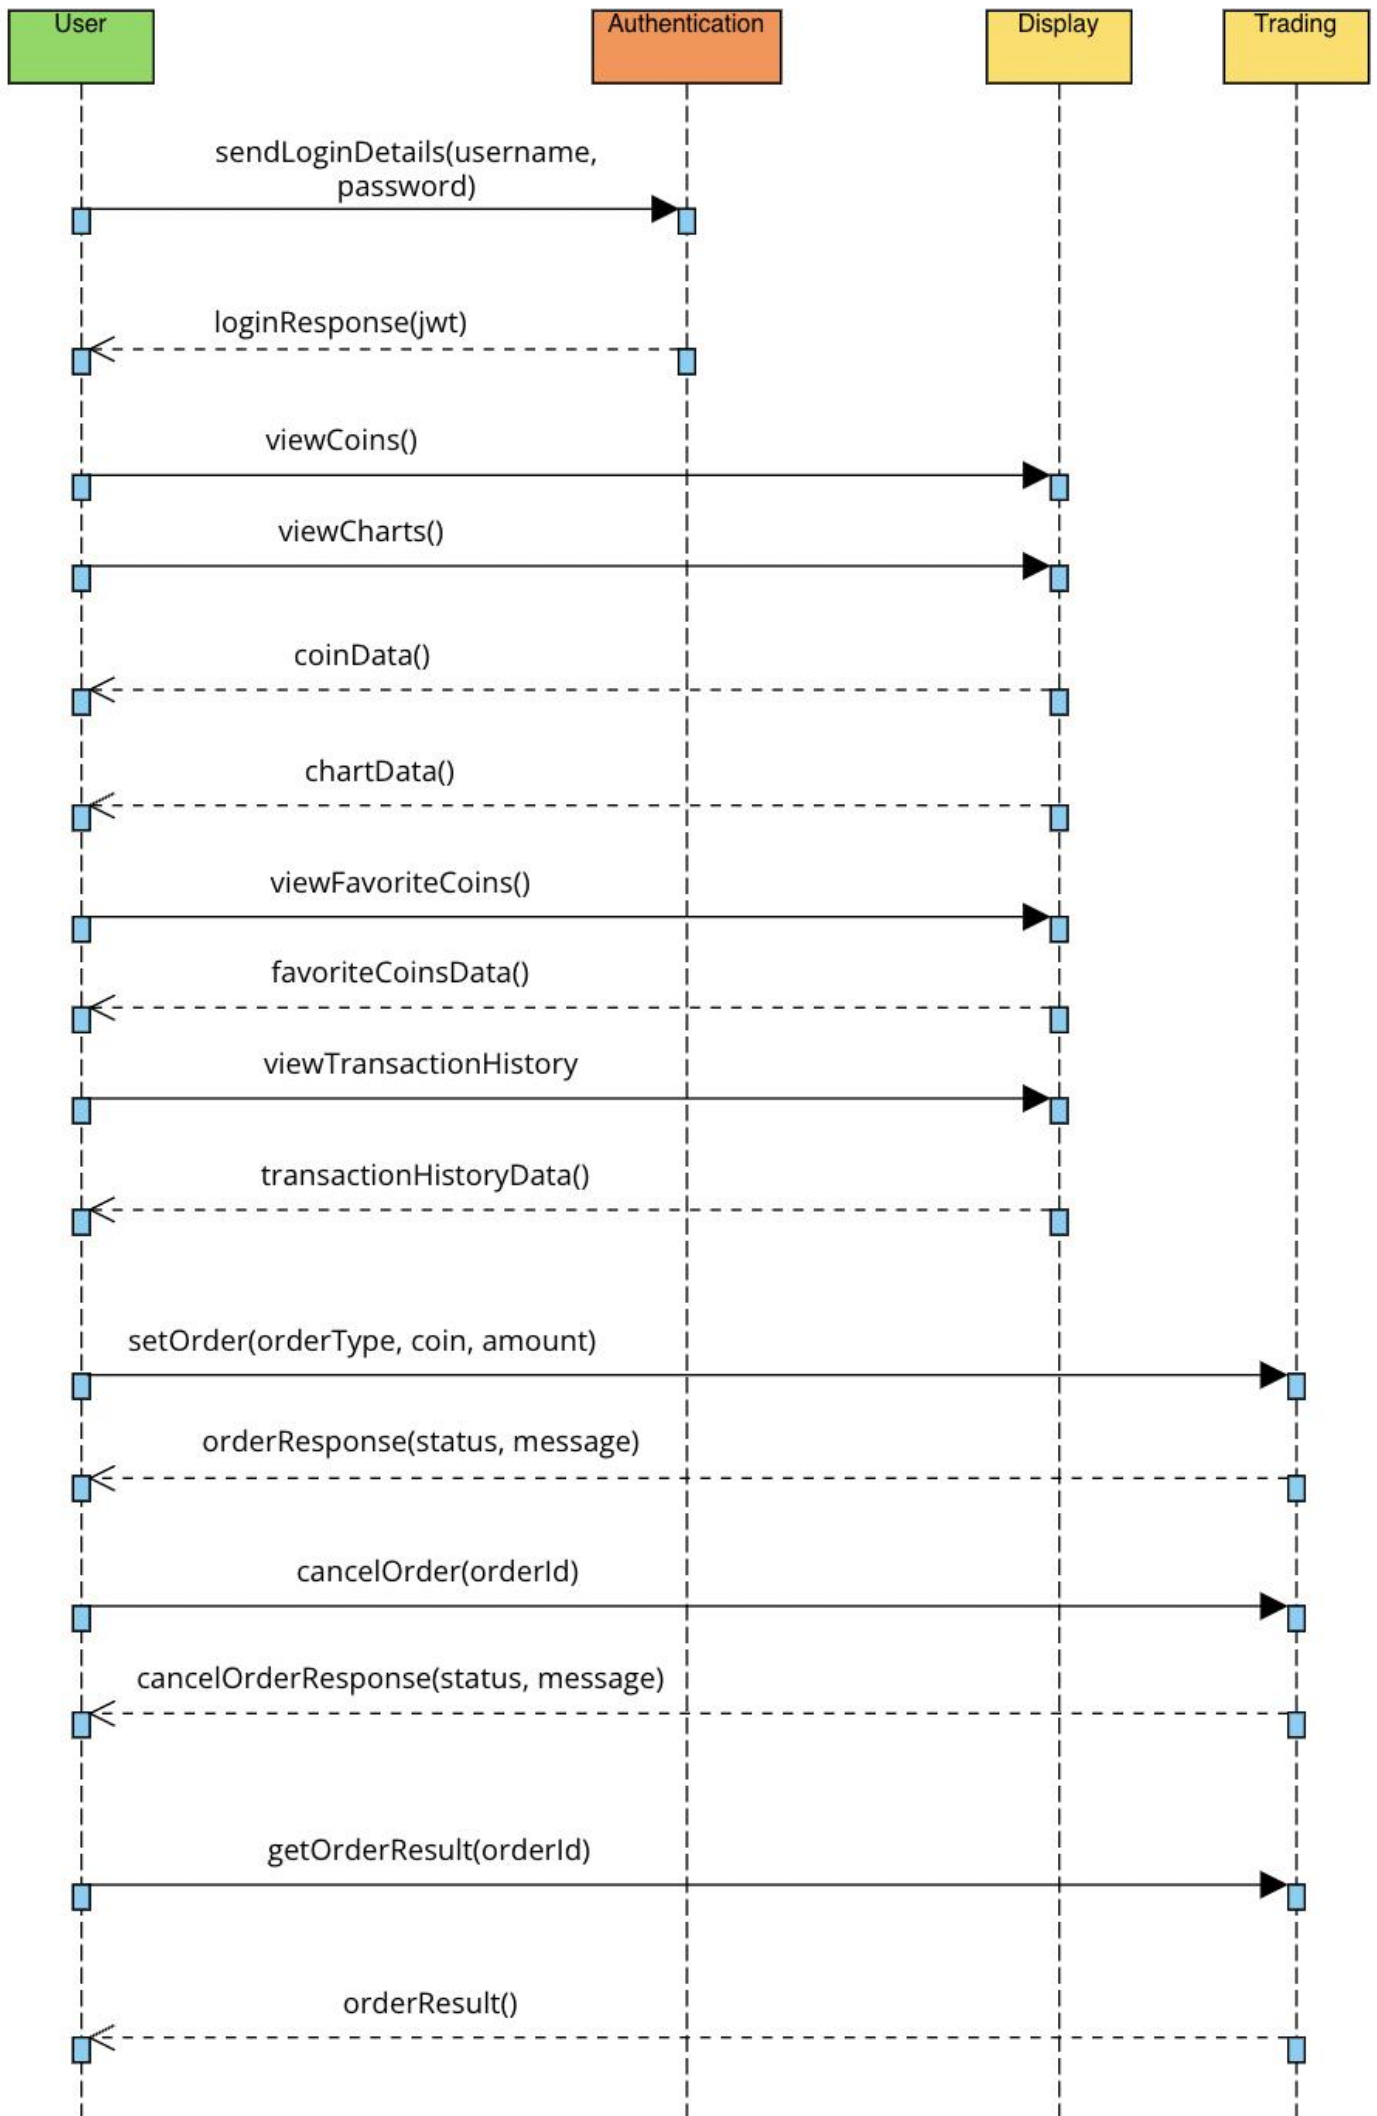 User
Authentication
Display
Trading
sendLoginDetails(username,
password)
loginResponse(jwt)
viewCoins()
viewCharts()
coinData()
chartData()
viewFavoriteCoins()
favoriteCoinsData()
viewTransactionHistory
transactionHistoryData()
setOrder(orderType, coin, amount)
orderResponse(status, message)
cancelOrder(orderId)
cancelOrderResponse(status, message)
getOrderResult(orderId)
orderResult()